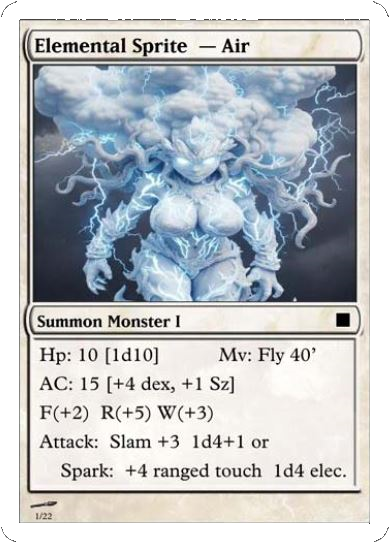 Elemental Sprite — Air
Summon Monster I
Hp: 10 [1d10] Mv: Fly 40’
AC: 15 [+4 dex, +1 Sz]
F(+2) R(+5) W(+3)
Attack: Slam +3 1d4+1 or
Spark: +4 ranged touch 1d4 elec.
1/22